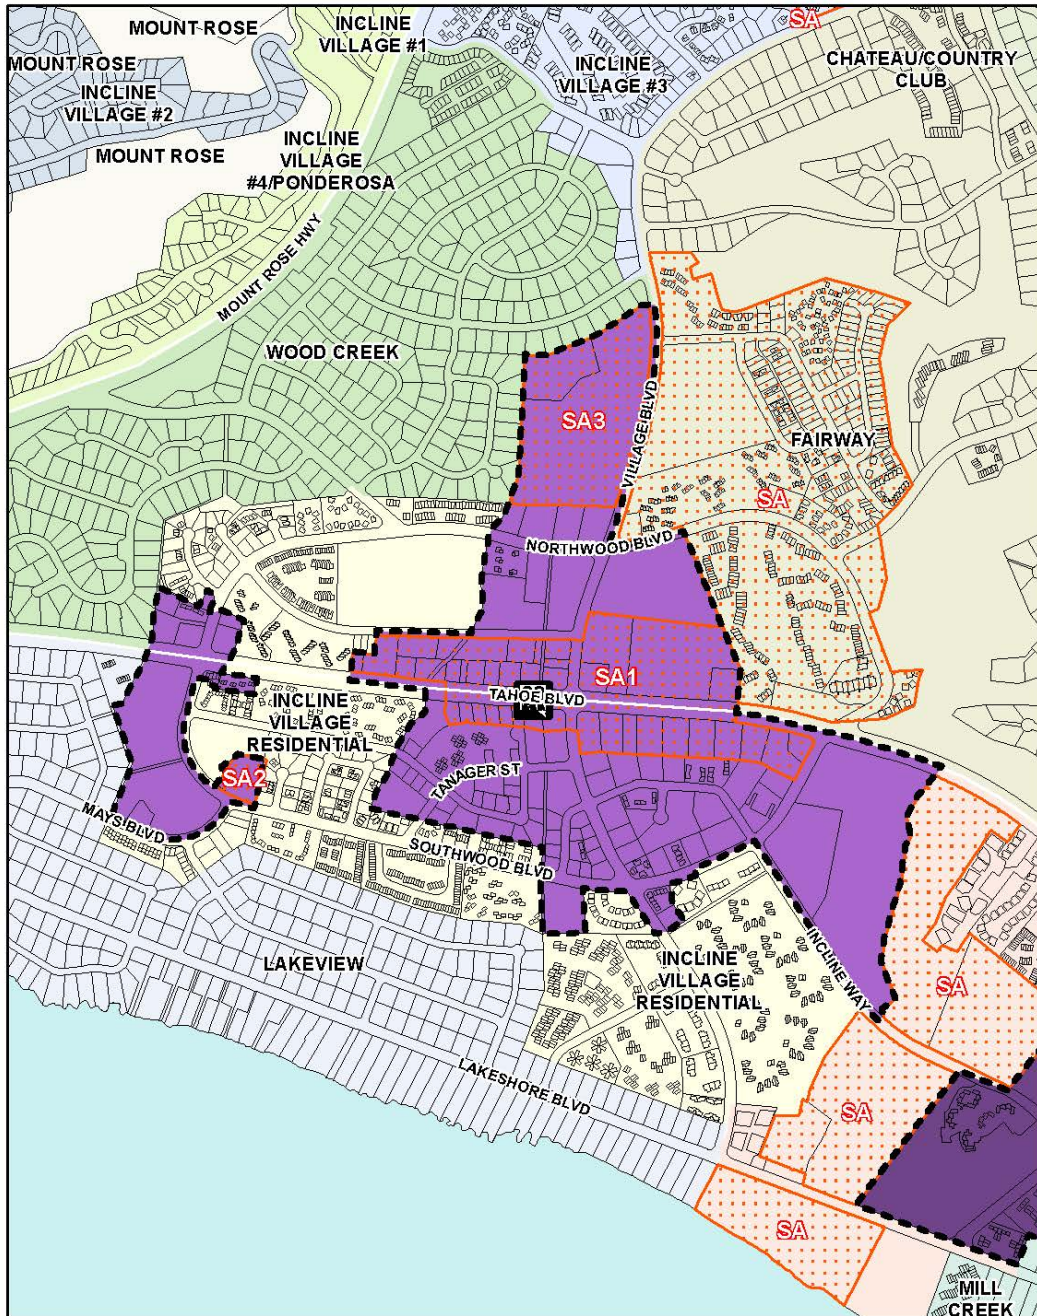 SA
MOUNT ROSE
INCLINE
VILLAGE #1
MOUNT ROSE
INCLINE
VILLAGE #2
INCLINE
VILLAGE #3
CHATEAU/COUNTRY
CLUB
MOUNT ROSE
INCLINE
VILLAGE
#4/PONDEROSA
MOUNT ROSE HWY
WOOD CREEK
SA3
VILLAGE BLVD
FAIRWAY
SA
NORTHWOOD BLVD
SA1
TAHOE BLVD
INCLINE
VILLAGE
RESIDENTIAL
SA2
TANAGER ST
MAYS BLVD
SOUTHWOOD BLVD
LAKEVIEW
INCLINE
VILLAGE
RESIDENTIAL
INCLINE WAY
SA
LAKESHORE BLVD
SA
SA
MILL
CREEK